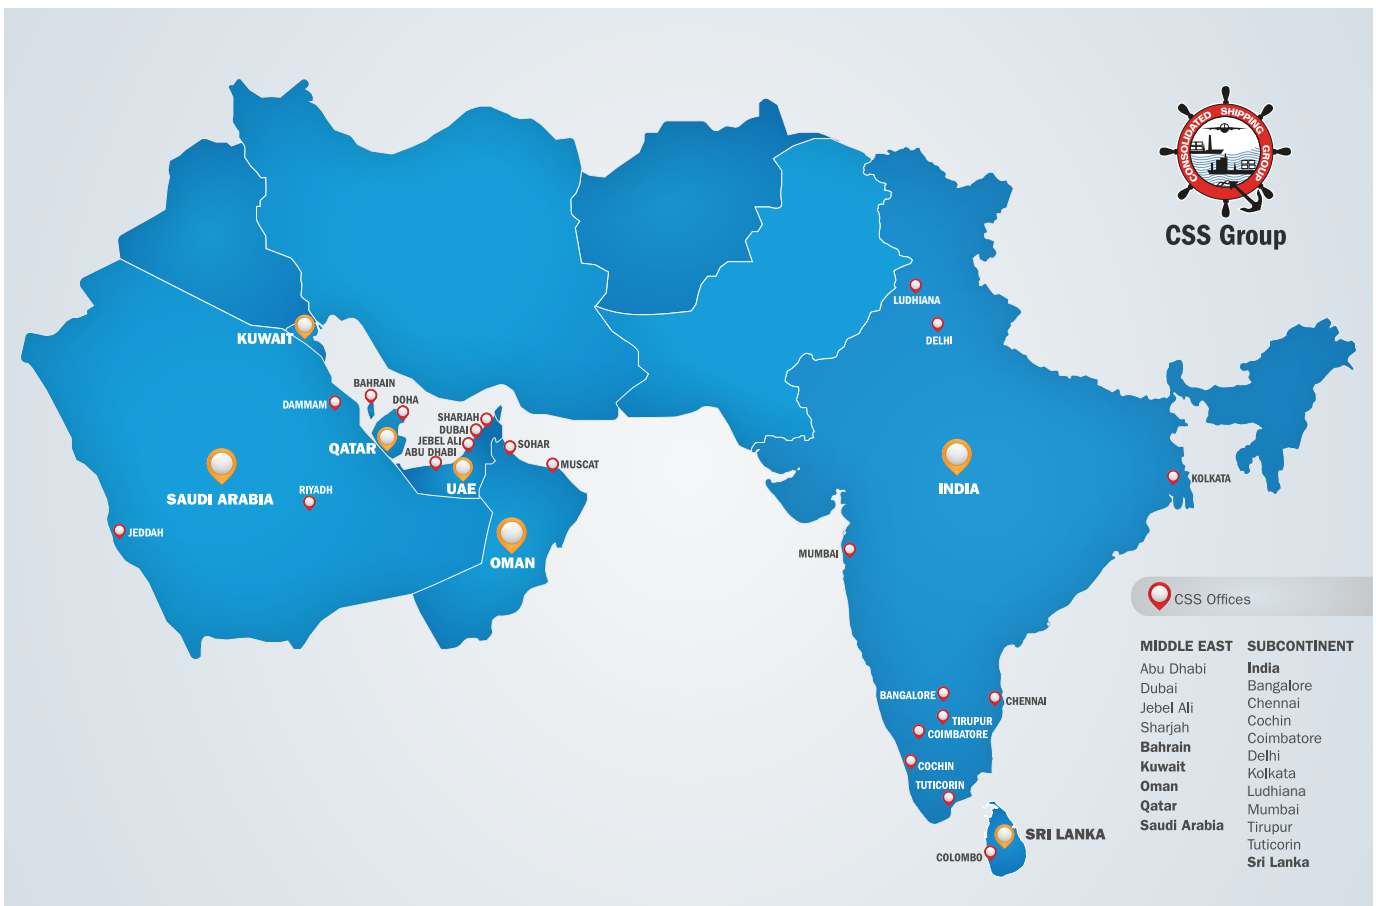 CONSOLIDATED SHIPPING GROUP
CSS Group
LUDHIANA
DELHI
KUWAIT
BAHRAIN
DAMMAM
DOHA
SHARJAH
DUBAI
JEBEL ALI
ABU DHABI
QATAR
SOHAR
MUSCAT
UAE
SAUDI ARABIA
RIYADH
JEDDAH
OMAN
INDIA
KOLKATA
MUMBAI
BANGALORE
CHENNAI
TIRUPUR
COIMBATORE
COCHIN
TUTICORIN
SRI LANKA
COLOMBO
CSS Offices
MIDDLE EAST
Abu Dhabi
Dubai
Jebel Ali
Sharjah
Bahrain
Kuwait
Oman
Qatar
Saudi Arabia
SUBCONTINENT
India
Bangalore
Chennai
Cochin
Coimbatore
Delhi
Kolkata
Ludhiana
Mumbai
Tirupur
Tuticorin
Sri Lanka